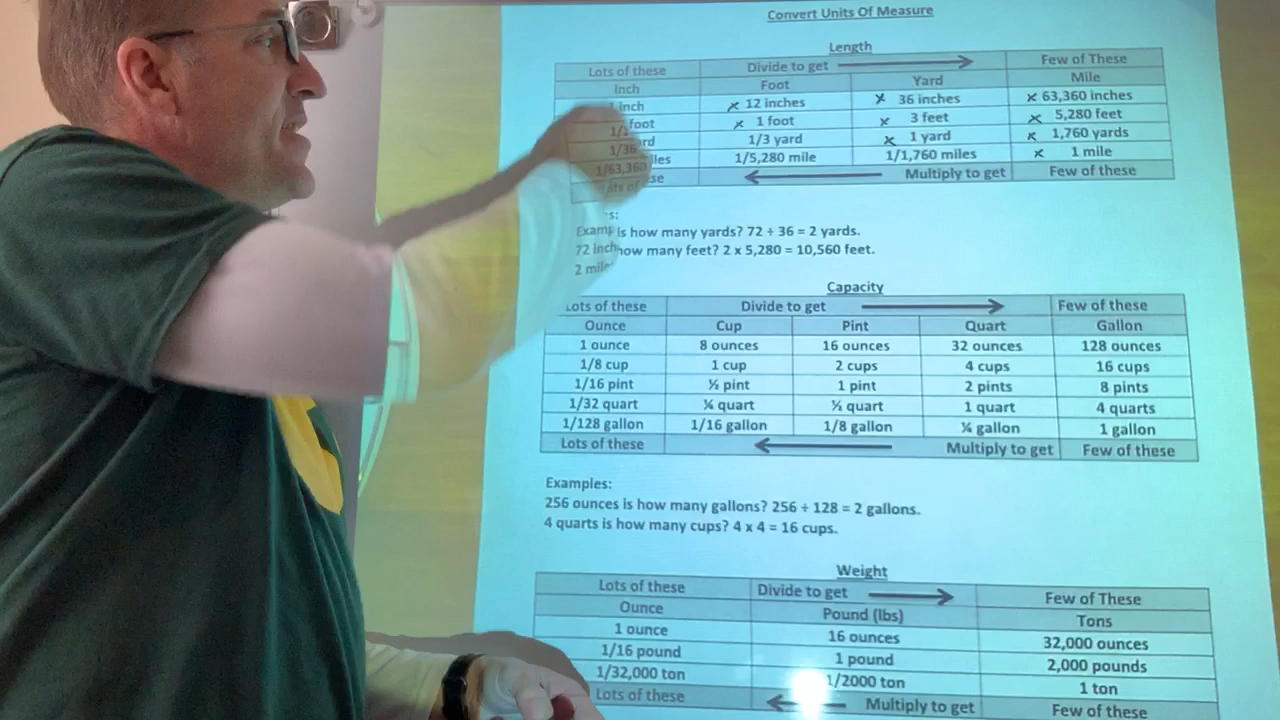 Convert Units Of Measure
Length
Lots of these Divide to get Few of These
Inch Foot Yard Mile
inch × 12 inches × 36 inches × 63,360 inches
foot × 1 foot × 3 feet × 5,280 feet
1/3 yard × 1 yard × 1,760 yards
1/63,360 1/5,280 mile 1/1,760 miles × 1 mile
Multiply to get Few of these
is how many yards? 72 ÷ 36 = 2 yards.
72 how many feet? 2 x 5,280 = 10,560 feet.
2
Capacity
Lots of these Divide to get Few of these
Ounce Cup Pint Quart Gallon
1 ounce 8 ounces 16 ounces 32 ounces 128 ounces
1/8 cup 1 cup 2 cups 4 cups 16 cups
1/16 pint ½ pint 1 pint 2 pints 8 pints
1/32 quart ¼ quart ½ quart 1 quart 4 quarts
1/128 gallon 1/16 gallon 1/8 gallon ¼ gallon 1 gallon
Lots of these Multiply to get Few of these
Examples:
256 ounces is how many gallons? 256 ÷ 128 = 2 gallons.
4 quarts is how many cups? 4 x 4 = 16 cups.
Weight
Lots of these Divide to get Few of These
Ounce Pound (lbs) Tons
1 ounce 16 ounces 32,000 ounces
1/16 pound 1 pound 2,000 pounds
1/32,000 ton 1/2000 ton 1 ton
Lots of these Multiply to get Few of these